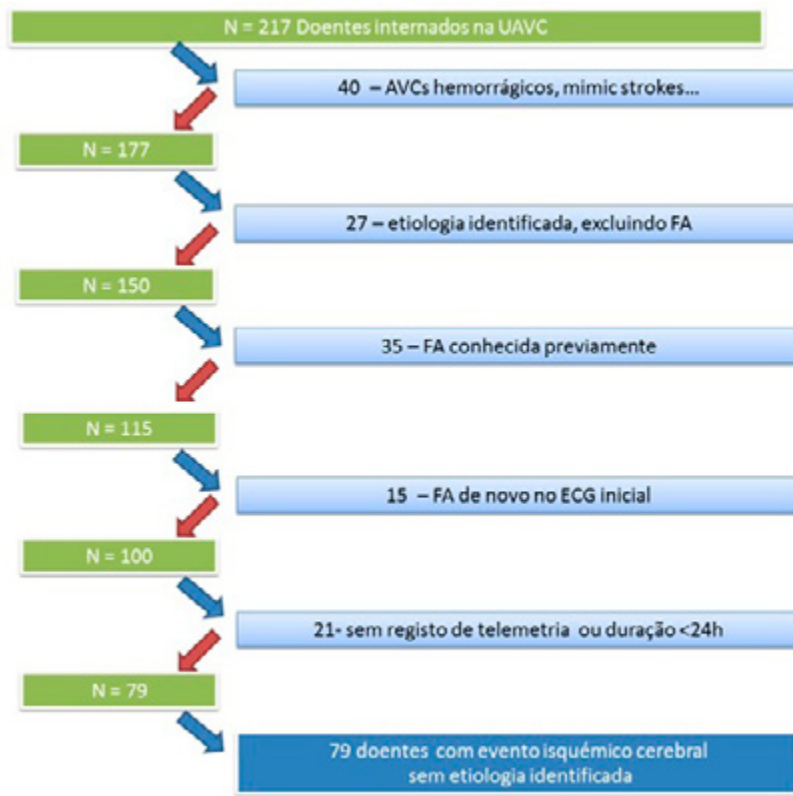 N = 217 Doentes internados na UAVC
40 – AVCs hemorrágicos, mimic strokes...
N = 177
27 – etiologia identificada, excluindo FA
N = 150
35 – FA conhecida previamente
N = 115
15 – FA de novo no ECG inicial
N = 100
21- sem registo de telemetria ou duração <24h
N = 79
79 doentes com evento isquémico cerebral
sem etiologia identificada